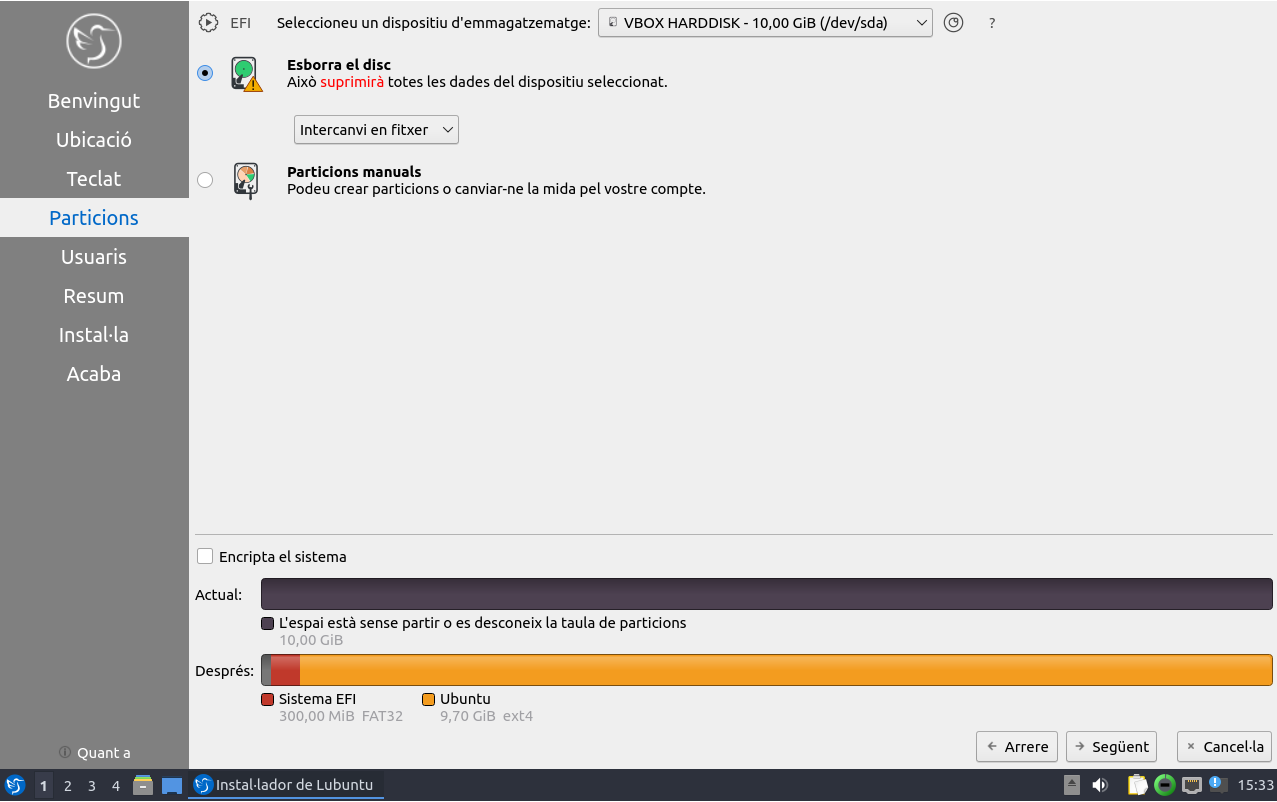 EFI Seleccioneu un dispositiu d'emmagatzematge: VBOX HARDDISK - 10,00 GiB (/dev/sda) ?
Benvingut
Ubicació
Teclat
Particions
Usuaris
Resum
Instal·la
Acaba
Quant a
Esborra el disc
Això suprimirà totes les dades del dispositiu seleccionat.
Intercanvi en fitxer
Particions manuals
Podeu crear particions o canviar-ne la mida pel vostre compte.
Encripta el sistema
Actual:
L'espai està sense partir o es desconeix la taula de particions
10,00 GiB
Després:
Sistema EFI Ubuntu
300,00 MiB FAT32 9,70 GiB ext4
Arrere Següent Cancel·la
1 2 3 4 Instal·lador de Lubuntu 15:33